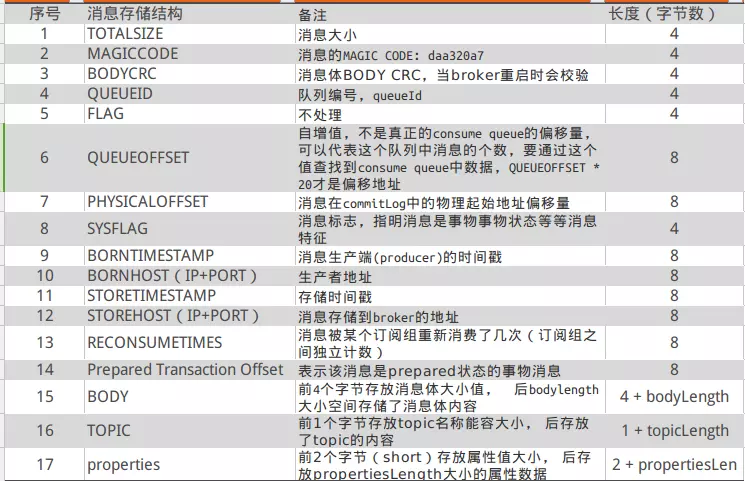 序号 消息存储结构 备注 长度（字节数）
1 TOTALSIZE 消息大小 4
2 MAGICCODE 消息的MAGIC CODE: daa320a7 4
3 BODYCRC 消息体BODY CRC，当broker重启时会校验 4
4 QUEUEID 队列编号，queueId 4
5 FLAG 不处理 4
自增值，不是真正的consume queue的偏移量，
可以代表这个队列中消息的个数，要通过这个
6 QUEUEOFFSET 值查找到consume queue中数据，QUEUEOFFSET * 8
20才是偏移地址
7 PHYSICALOFFSET 消息在commitLog中的物理起始地址偏移量 8
8 SYSFLAG 消息标志，指明消息是事物事物状态等等消息 4
特征
9 BORNTIMESTAMP 消息生产端(producer)的时间戳 8
10 BORNHOST（IP+PORT） 生产者地址 8
11 STORETIMESTAMP 存储时间戳 8
12 STOREHOST（IP+PORT） 消息存储到broker的地址 8
13 RECONSUMETIMES 消息被某个订阅组重新消费了几次（订阅组之 8
间独立计数）
14 Prepared Transaction Offset 表示该消息是prepared状态的事物消息 8
15 BODY 前4个字节存放消息体大小值， 后bodylength 4 + bodyLength
大小空间存储了消息体内容
16 TOPIC 前1个字节存放topic名称能容大小， 后存放 1 + topicLength
了topic的内容
17 properties 前2个字节（short）存放属性值大小， 后存 2 + propertiesLen
放propertiesLength大小的属性数据